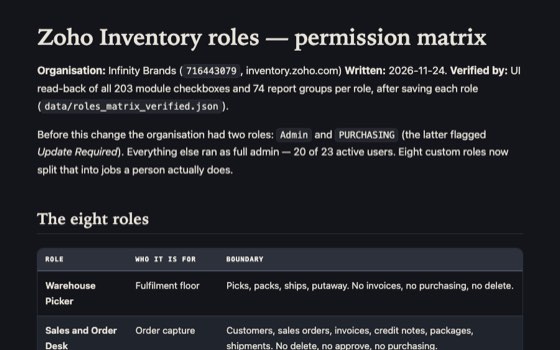 Zoho Inventory roles — permission matrix
Organisation: Infinity Brands ( 716443079 , inventory.zoho.com) Written: 2026-11-24. Verified by: UI
read-back of all 203 module checkboxes and 74 report groups per role, after saving each role
( data/roles_matrix_verified.json ).
Before this change the organisation had two roles: Admin and PURCHASING (the latter flagged
Update Required). Everything else ran as full admin — 20 of 23 active users. Eight custom roles now
split that into jobs a person actually does.
The eight roles
ROLE WHO IT IS FOR BOUNDARY
Warehouse Picker Fulfilment floor Picks, packs, ships, putaway. No invoices, no purchasing, no delete.
Sales and Order Desk Order capture Customers, sales orders, invoices, credit notes, packages,
shipments. No delete, no approve, no purchasing.